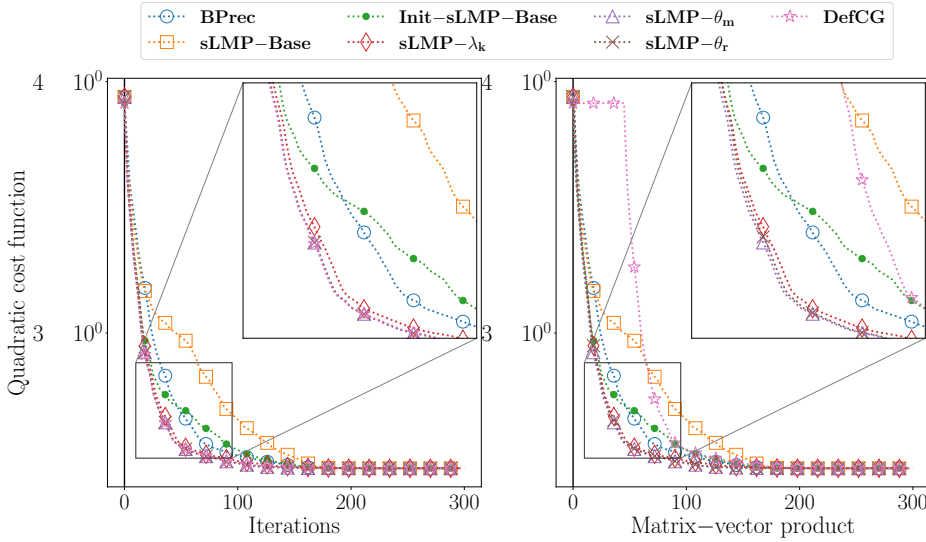 BPrec
sLMP−Base
Init−sLMP−Base
sLMP−λk
sLMP−θm
sLMP−θr
DefCG
4
10^0
3
10^0
Quadratic cost function
0
100
200
300
Iterations
4
10^0
3
10^0
0
100
200
300
Matrix−vector product